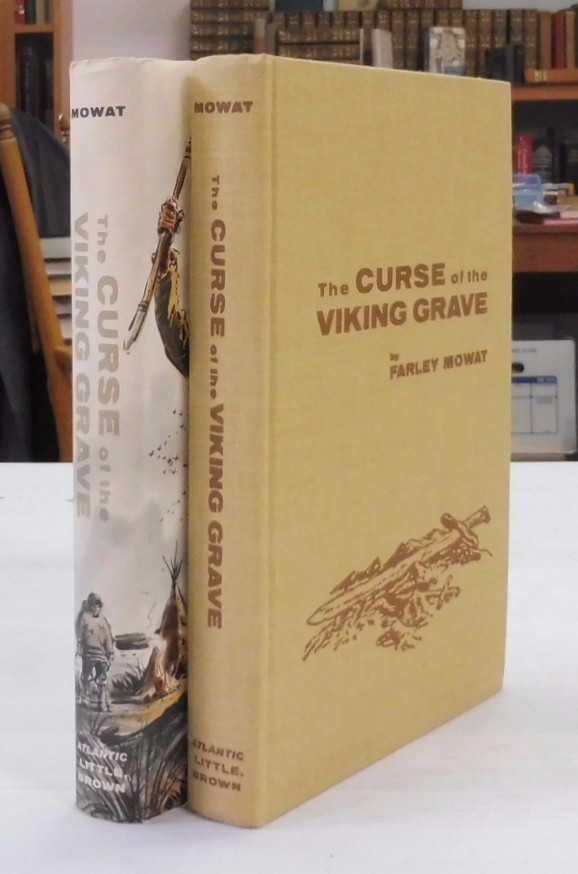 MOWAT
The CURSE of the
VIKING GRAVE
ATLANTIC
LITTLE,
BROWN
MOWAT
The CURSE of the VIKING GRAVE
ATLANTIC
LITTLE,
BROWN
The CURSE of the
VIKING GRAVE
by
FARLEY MOWAT